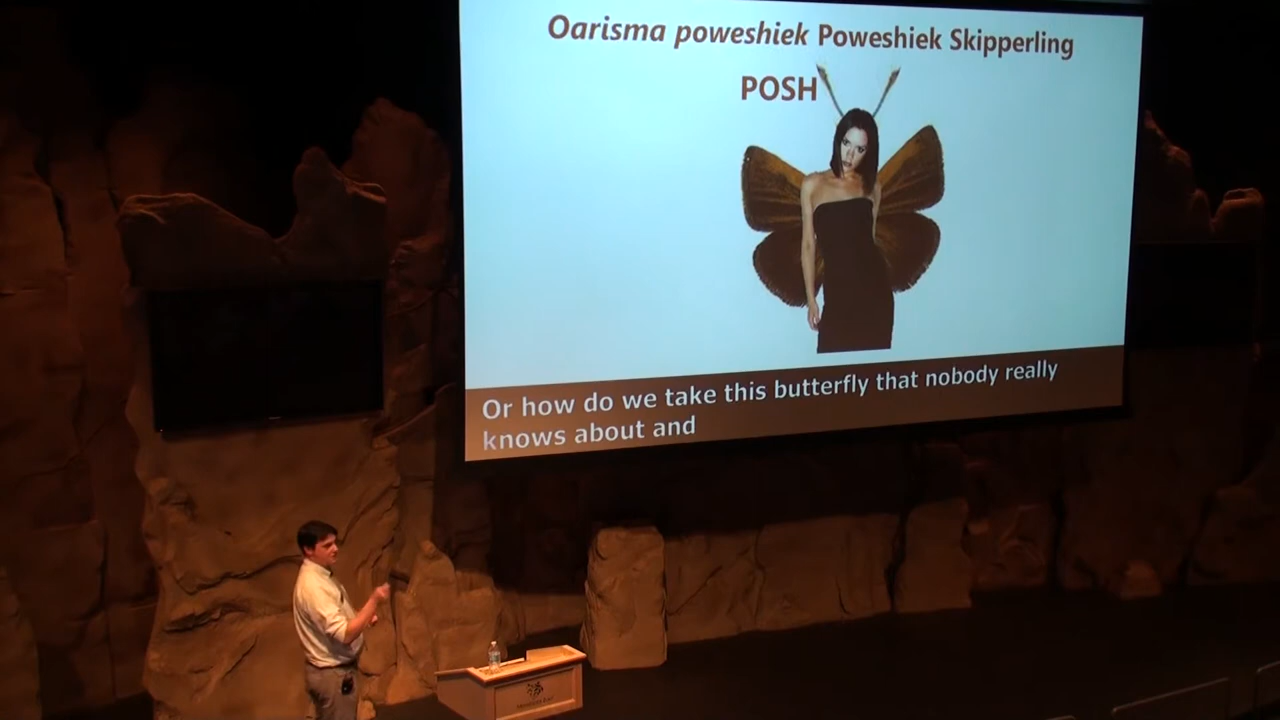 Oarisma poweshiek Poweshiek Skipperling
POSH
Or how do we take this butterfly that nobody really
knows about and